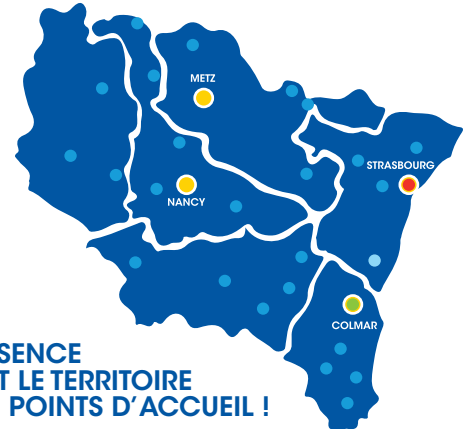 METZ
STRASBOURG
NANCY
COLMAR
SENCE
T LE TERRITOIRE
POINTS D'ACCUEIL !